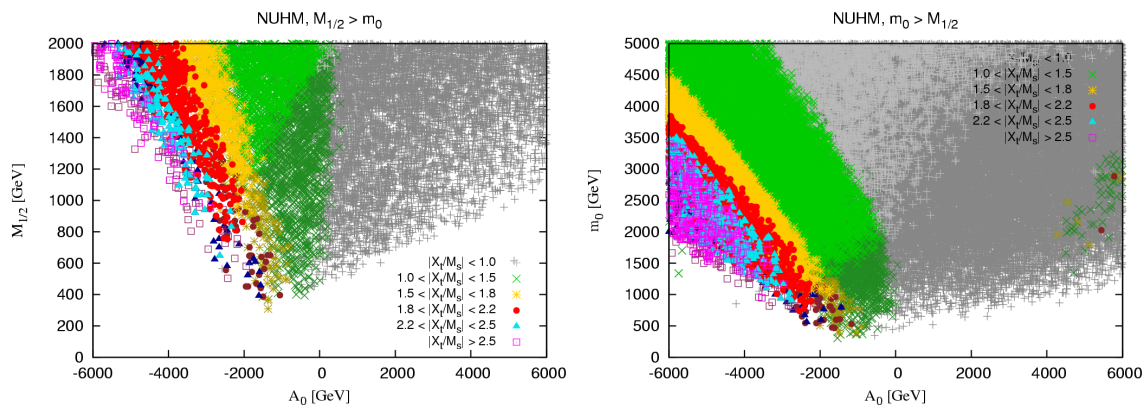 NUHM, M1/2 > m0
M1/2 [GeV]
2000
1800
1600
1400
1200
1000
800
600
400
200
0
|Xt/Ms| < 1.0
1.0 < |Xt/Ms| < 1.5
1.5 < |Xt/Ms| < 1.8
1.8 < |Xt/Ms| < 2.2
2.2 < |Xt/Ms| < 2.5
|Xt/Ms| > 2.5
-6000 -4000 -2000 0 2000 4000 6000
A0 [GeV]
NUHM, m0 > M1/2
m0 [GeV]
5000
4500
4000
3500
3000
2500
2000
1500
1000
500
0
< 1.0
1.0 < |Xt/Ms| < 1.5
1.5 < |Xt/Ms| < 1.8
1.8 < |Xt/Ms| < 2.2
2.2 < |Xt/Ms| < 2.5
|Xt/Ms| > 2.5
-6000 -4000 -2000 0 2000 4000 6000
A0 [GeV]